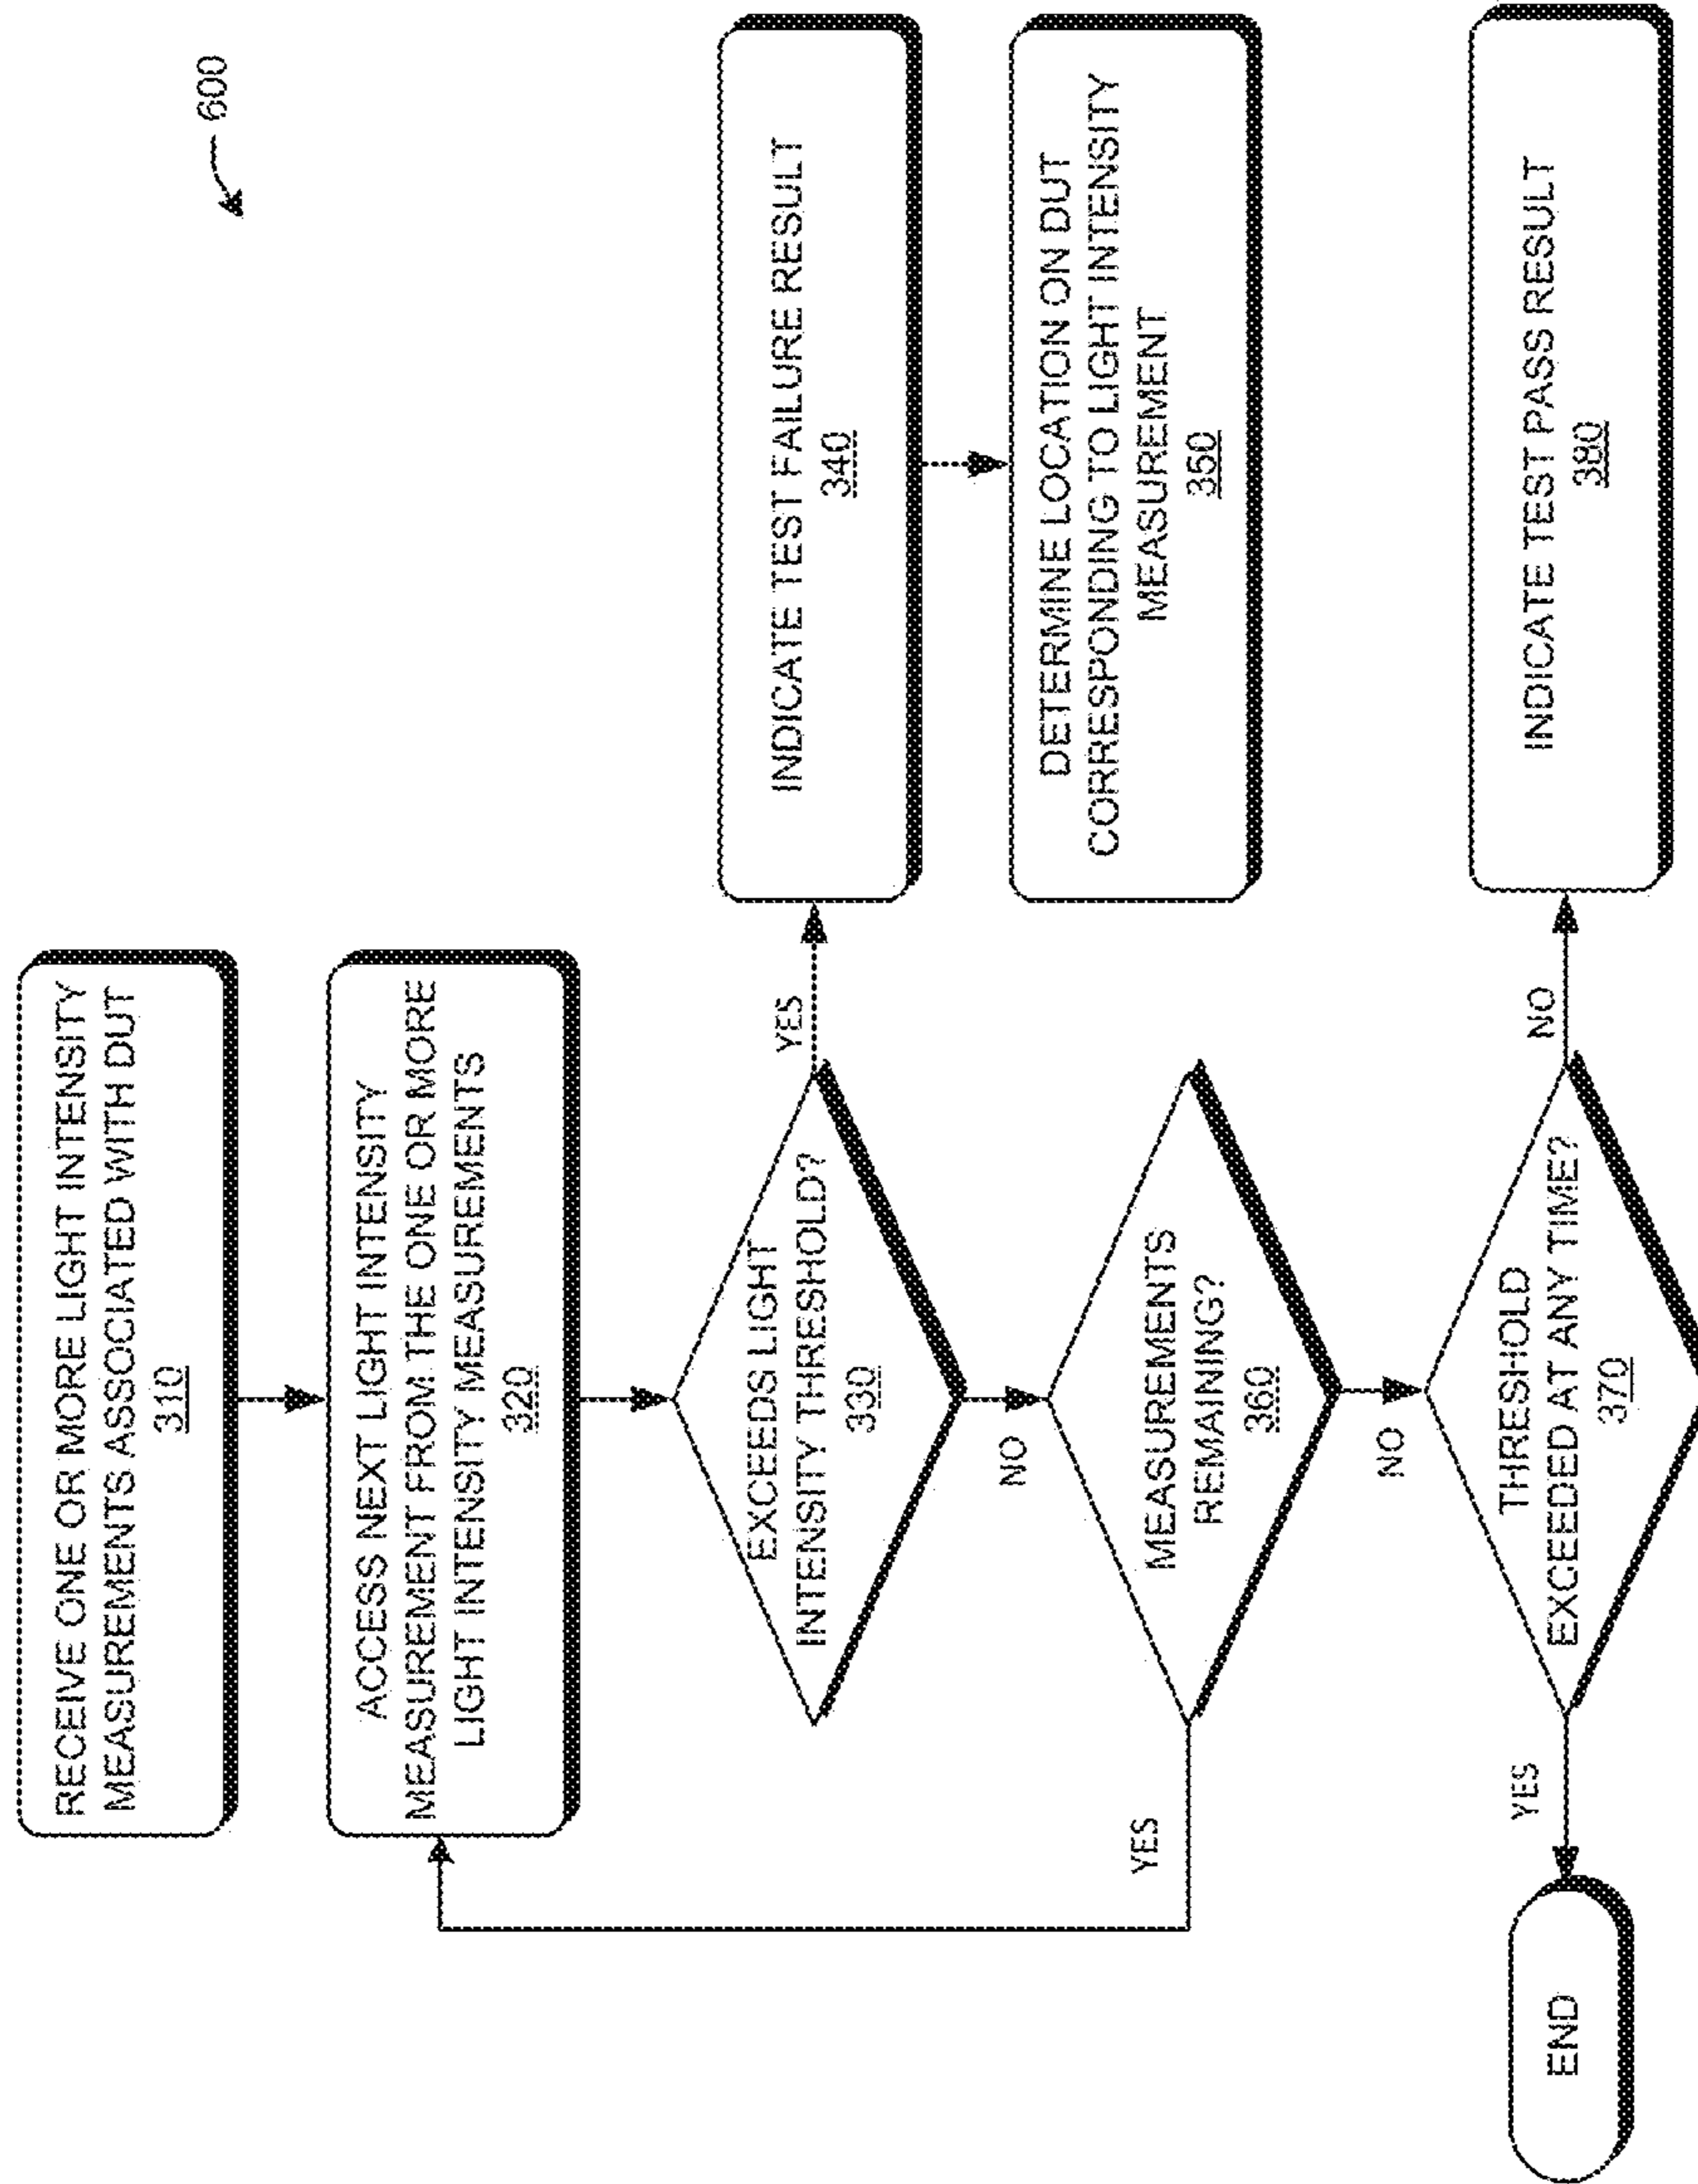 600
RECEIVE ONE OR MORE LIGHT INTENSITY
MEASUREMENTS ASSOCIATED WITH DUT
310
ACCESS NEXT LIGHT INTENSITY
MEASUREMENT FROM THE ONE OR MORE
LIGHT INTENSITY MEASUREMENTS
320
EXCEEDS LIGHT
INTENSITY THRESHOLD?
330
YES
INDICATE TEST FAILURE RESULT
340
DETERMINE LOCATION ON DUT
CORRESPONDING TO LIGHT INTENSITY
MEASUREMENT
350
NO
MEASUREMENTS
REMAINING?
360
YES
NO
THRESHOLD
EXCEEDED AT ANY TIME?
370
NO
INDICATE TEST PASS RESULT
380
YES
END